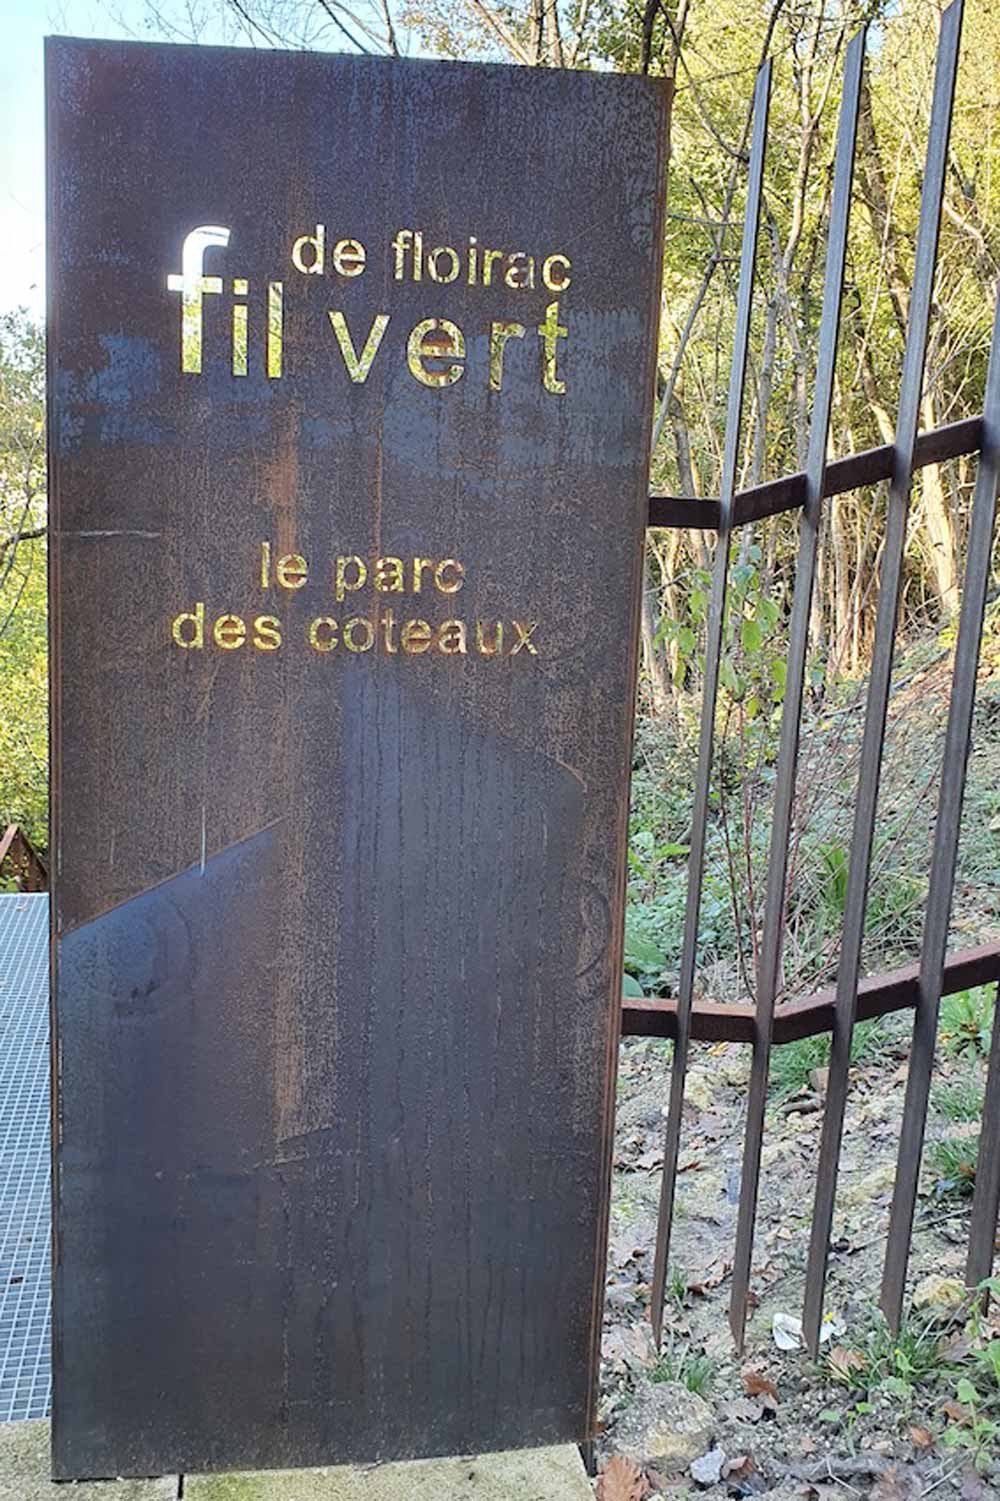 de floirac
fil vert
le parc
des coteaux